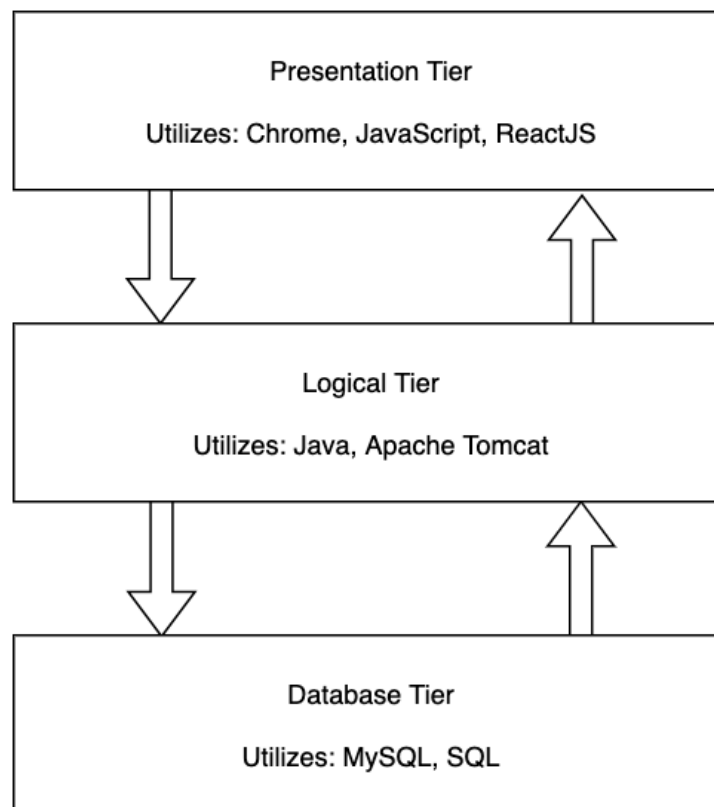 Presentation Tier
Utilizes: Chrome, JavaScript, ReactJS
Logical Tier
Utilizes: Java, Apache Tomcat
Database Tier
Utilizes: MySQL, SQL